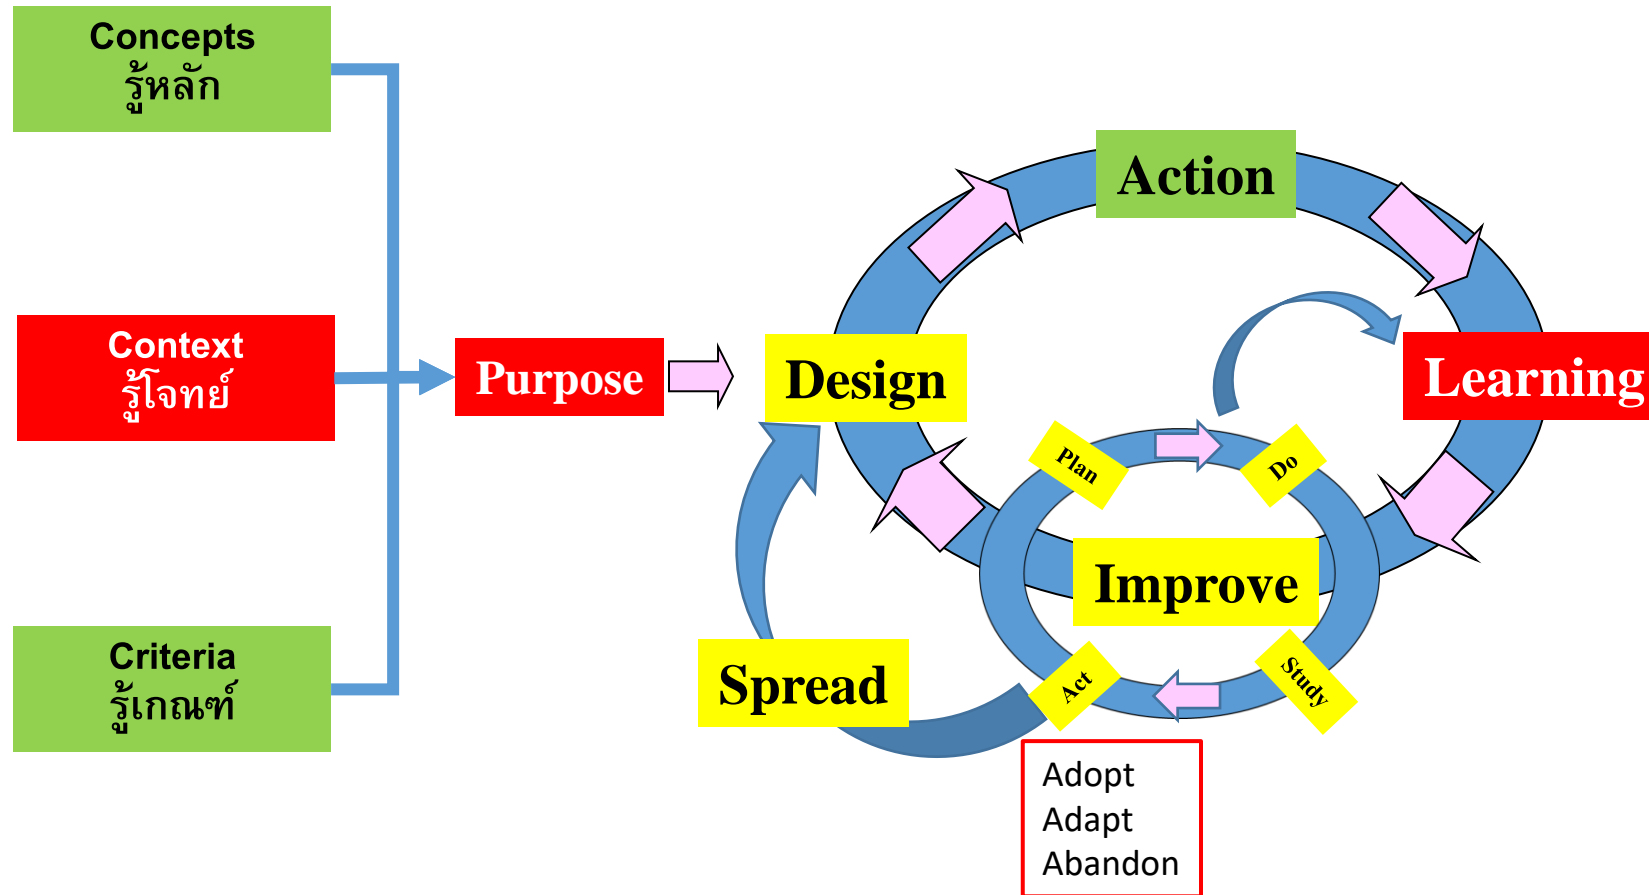 Concepts
รู้หลัก
Context
รู้โจทย์
Criteria
รู้เกณฑ์
Purpose
Design
Action
Learning
Improve
Plan
Do
Study
Act
Spread
Adopt
Adapt
Abandon